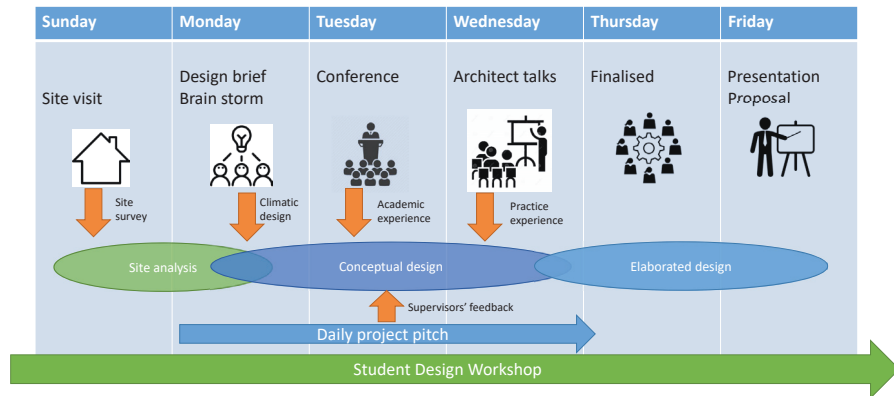 Sunday
Monday
Tuesday
Wednesday
Thursday
Friday
Site visit
Design brief
Brain storm
Conference
Architect talks
Finalised
Presentation
Proposal
Site
survey
Climatic
design
Academic
experience
Practice
experience
Site analysis
Conceptual design
Elaborated design
Supervisors' feedback
Daily project pitch
Student Design Workshop